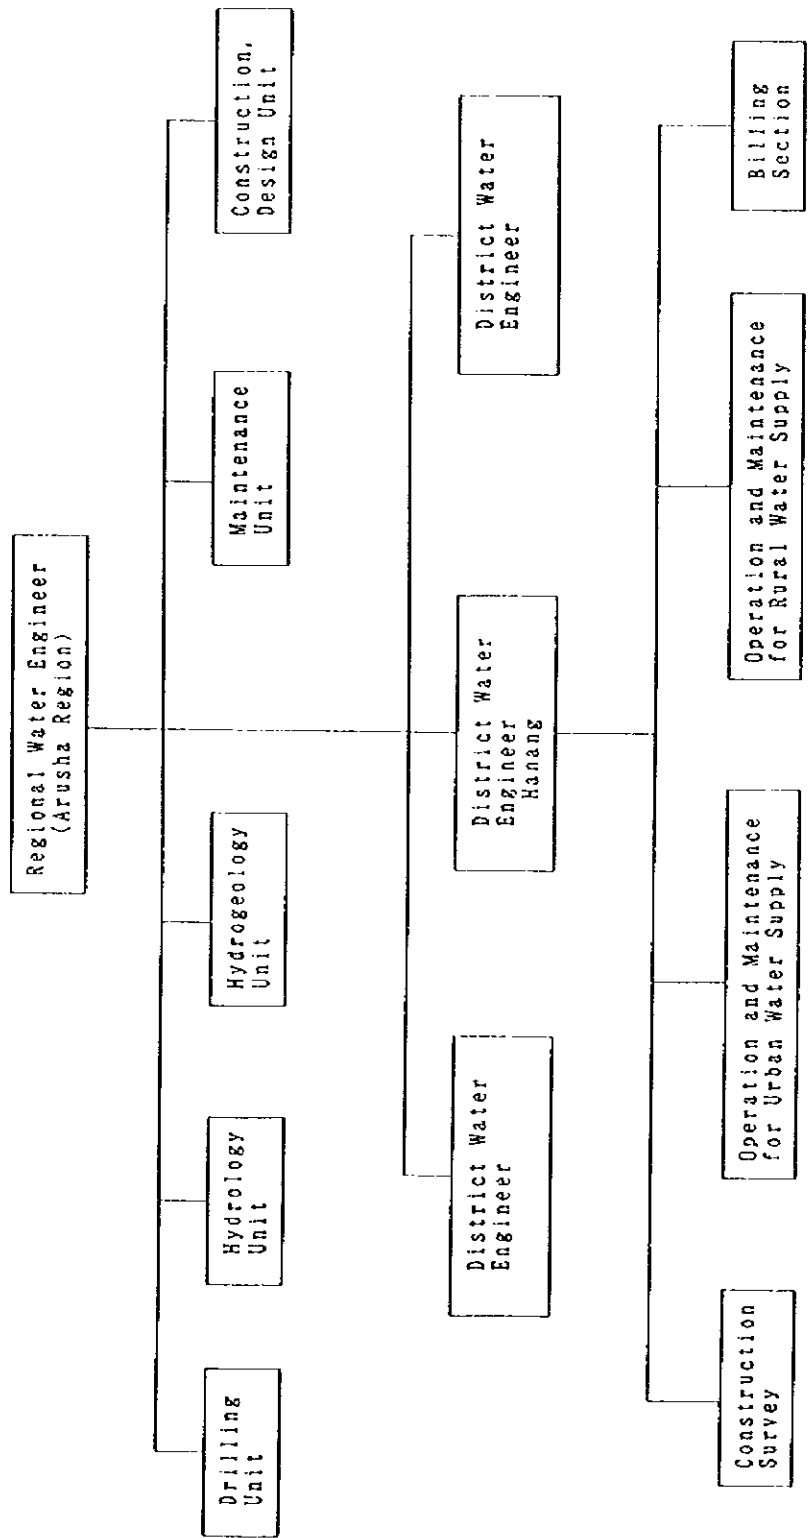 Regional Water Engineer
(Arusha Region)
Drilling
Unit
Hydrology
Unit
Hydrogeology
Unit
Maintenance
Unit
Construction,
Design Unit
District Water
Engineer
District Water
Engineer
Hanang
District Water
Engineer
Construction
Survey
Operation and Maintenance
for Urban Water Supply
Operation and Maintenance
for Rural Water Supply
Billing
Section